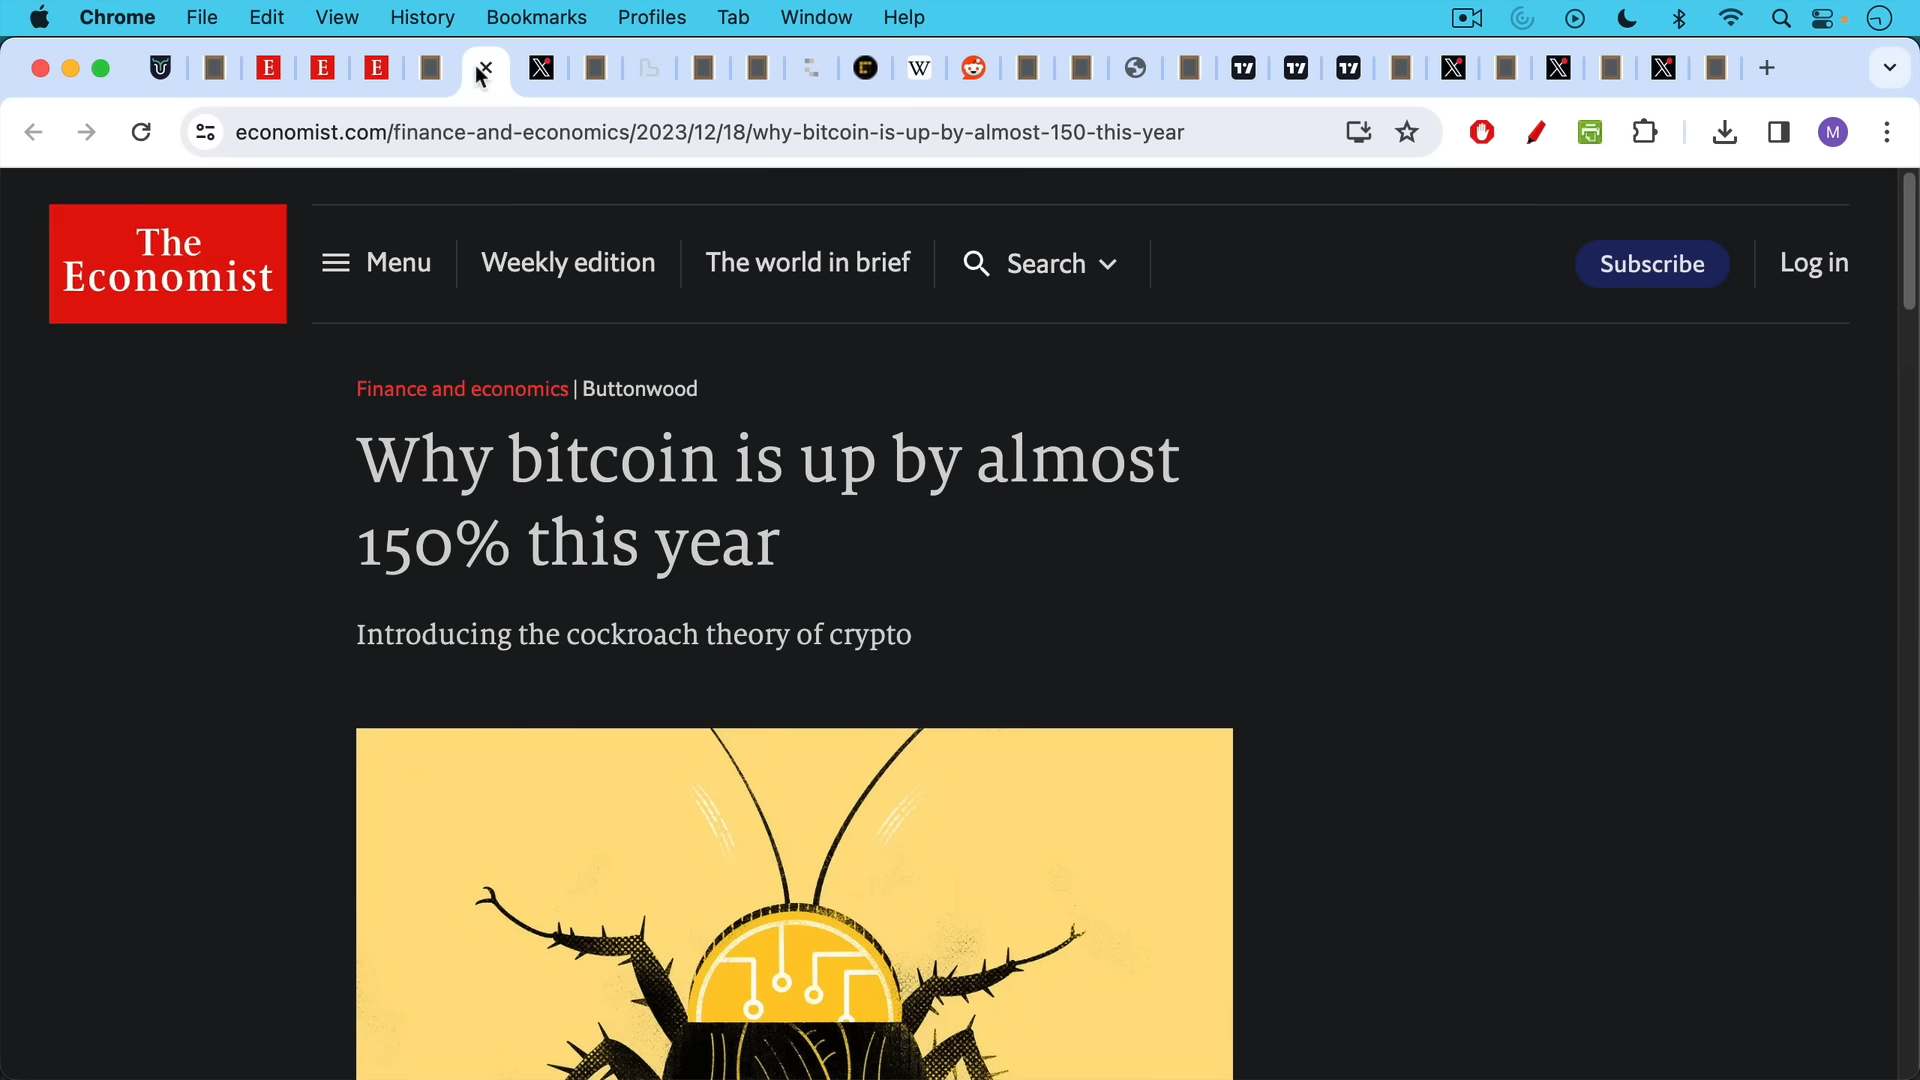 Chrome File Edit View History Bookmarks Profiles Tab Window Help
economist.com/finance-and-economics/2023/12/18/why-bitcoin-is-up-by-almost-150-this-year
M
The
Economist
Menu
Weekly edition
The world in brief
Search
Subscribe
Log in
Finance and economics | Buttonwood
Why bitcoin is up by almost
150% this year
Introducing the cockroach theory of crypto